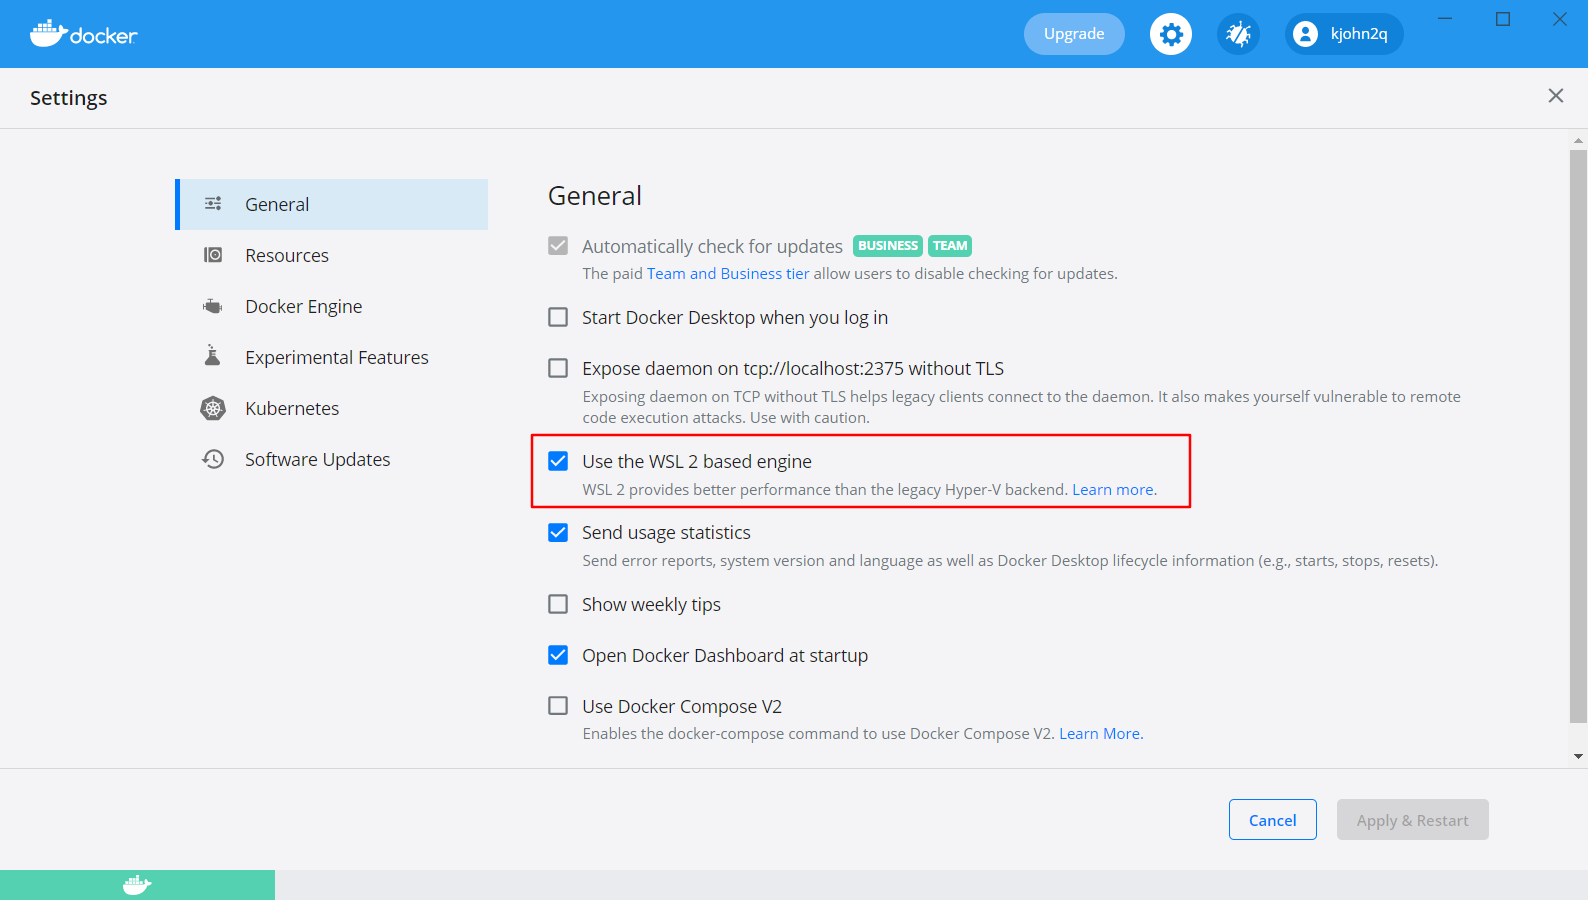 docker
Upgrade
kjohn2q
Settings
General
Resources
Docker Engine
Experimental Features
Kubernetes
Software Updates
General
Automatically check for updates BUSINESS TEAM
The paid Team and Business tier allow users to disable checking for updates.
Start Docker Desktop when you log in
Expose daemon on tcp://localhost:2375 without TLS
Exposing daemon on TCP without TLS helps legacy clients connect to the daemon. It also makes yourself vulnerable to remote
code execution attacks. Use with caution.
Use the WSL 2 based engine
WSL 2 provides better performance than the legacy Hyper-V backend. Learn more.
Send usage statistics
Send error reports, system version and language as well as Docker Desktop lifecycle information (e.g., starts, stops, resets).
Show weekly tips
Open Docker Dashboard at startup
Use Docker Compose V2
Enables the docker-compose command to use Docker Compose V2. Learn More.
Cancel
Apply & Restart